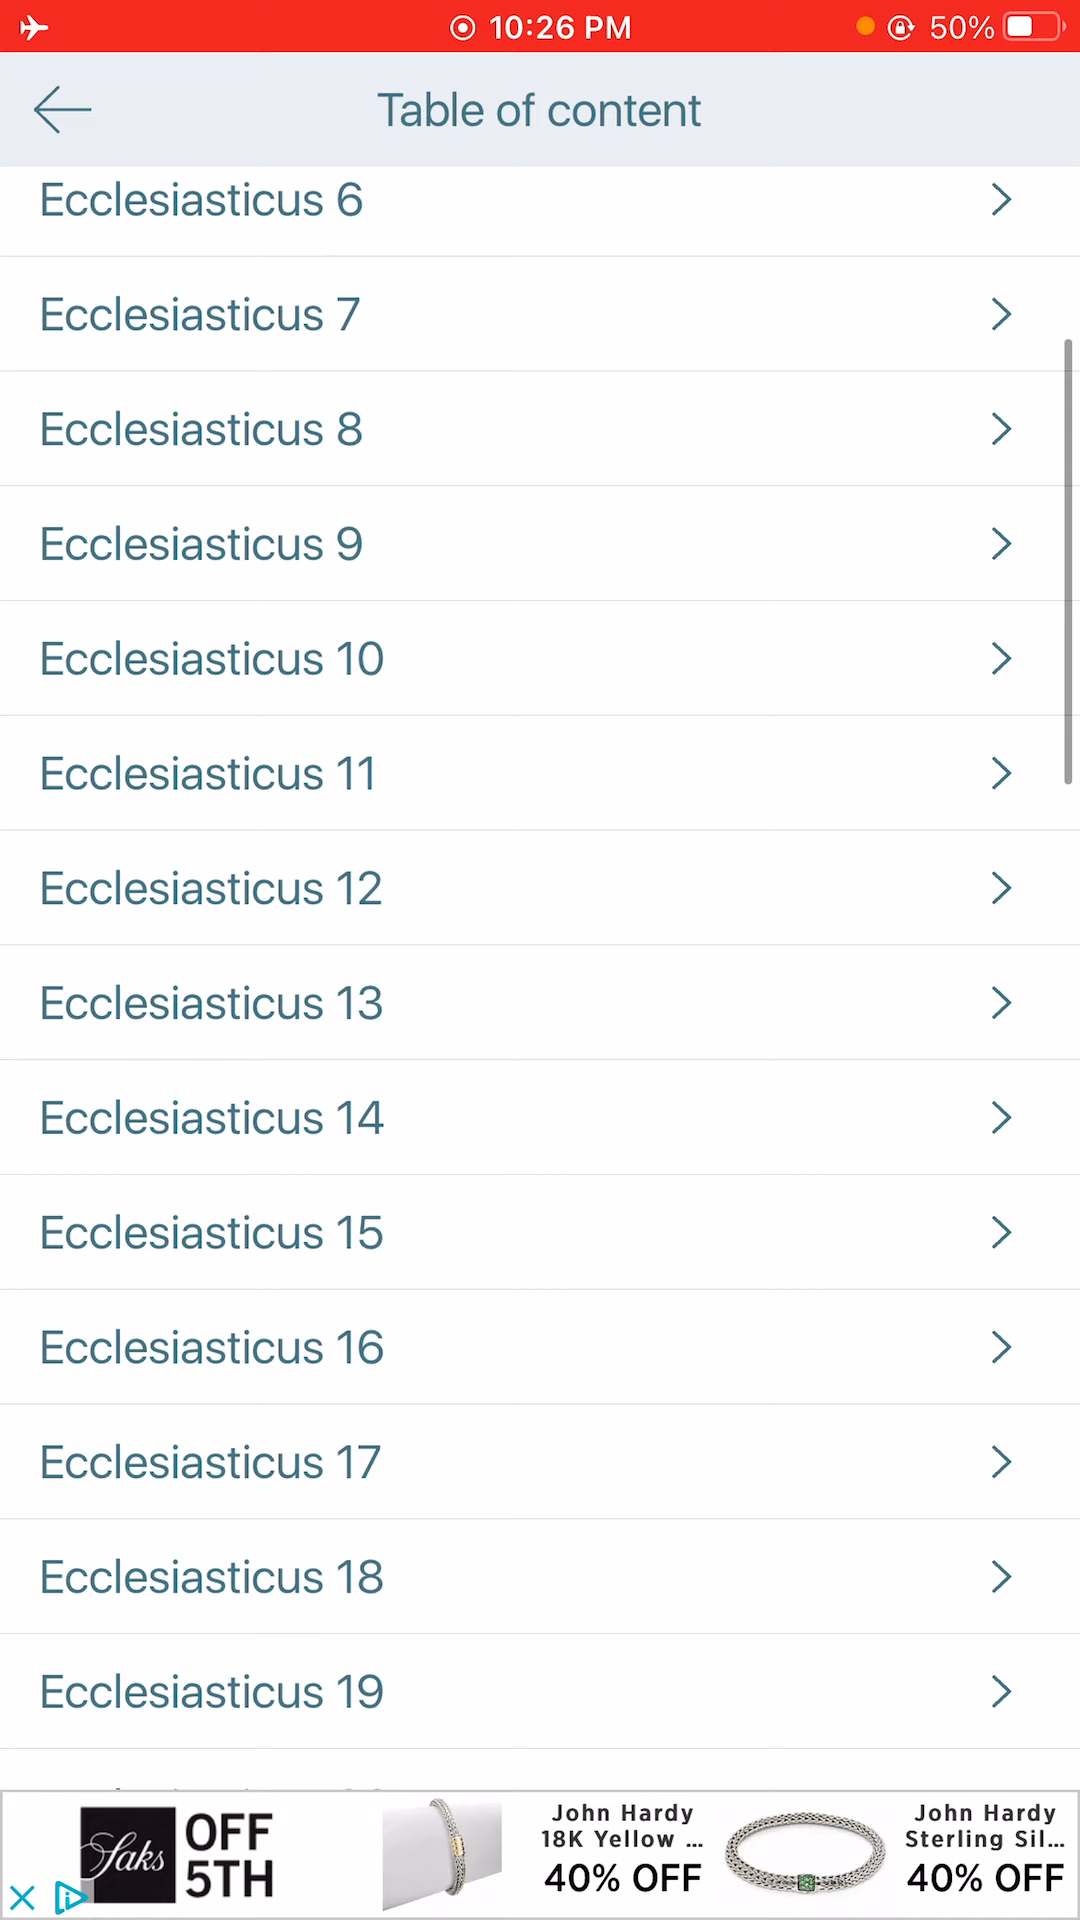 10:26 PM
50%
Table of content
Ecclesiasticus 6
Ecclesiasticus 7
Ecclesiasticus 8
Ecclesiasticus 9
Ecclesiasticus 10
Ecclesiasticus 11
Ecclesiasticus 12
Ecclesiasticus 13
Ecclesiasticus 14
Ecclesiasticus 15
Ecclesiasticus 16
Ecclesiasticus 17
Ecclesiasticus 18
Ecclesiasticus 19
Saks
OFF
5TH
John Hardy
18K Yellow ...
40% OFF
John Hardy
Sterling Sil...
40% OFF